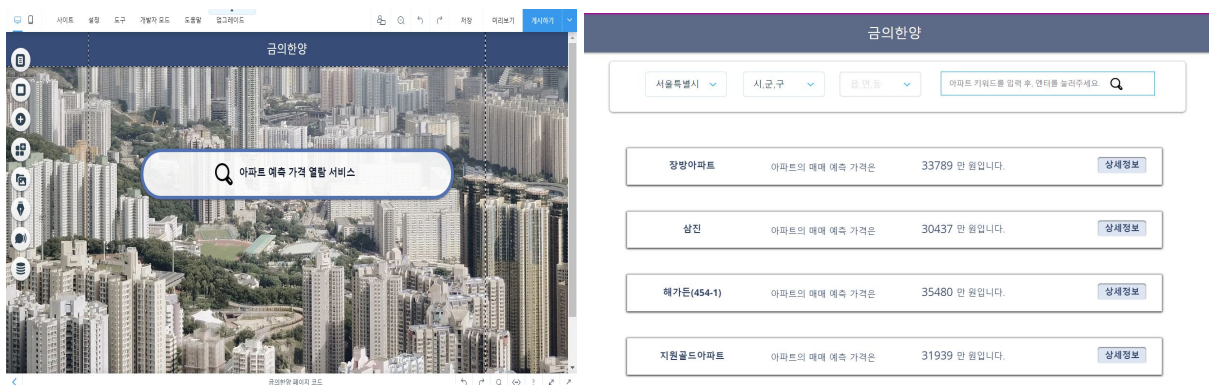 사이트 설정 도구 개발자 모드 도움말 업그레이드 저장 미리보기 게시하기
금의한양
아파트 예측 가격 열람 서비스
금의한양 페이지 코드
금의한양
서울특별시 시,군,구 읍,면,동 아파트 키워드를 입력 후, 엔터를 눌러주세요.
장방아파트 아파트의 매매 예측 가격은 33789 만 원입니다. 상세정보
삼진 아파트의 매매 예측 가격은 30437 만 원입니다. 상세정보
해가든(454-1) 아파트의 매매 예측 가격은 35480 만 원입니다. 상세정보
지원골드아파트 아파트의 매매 예측 가격은 31939 만 원입니다. 상세정보